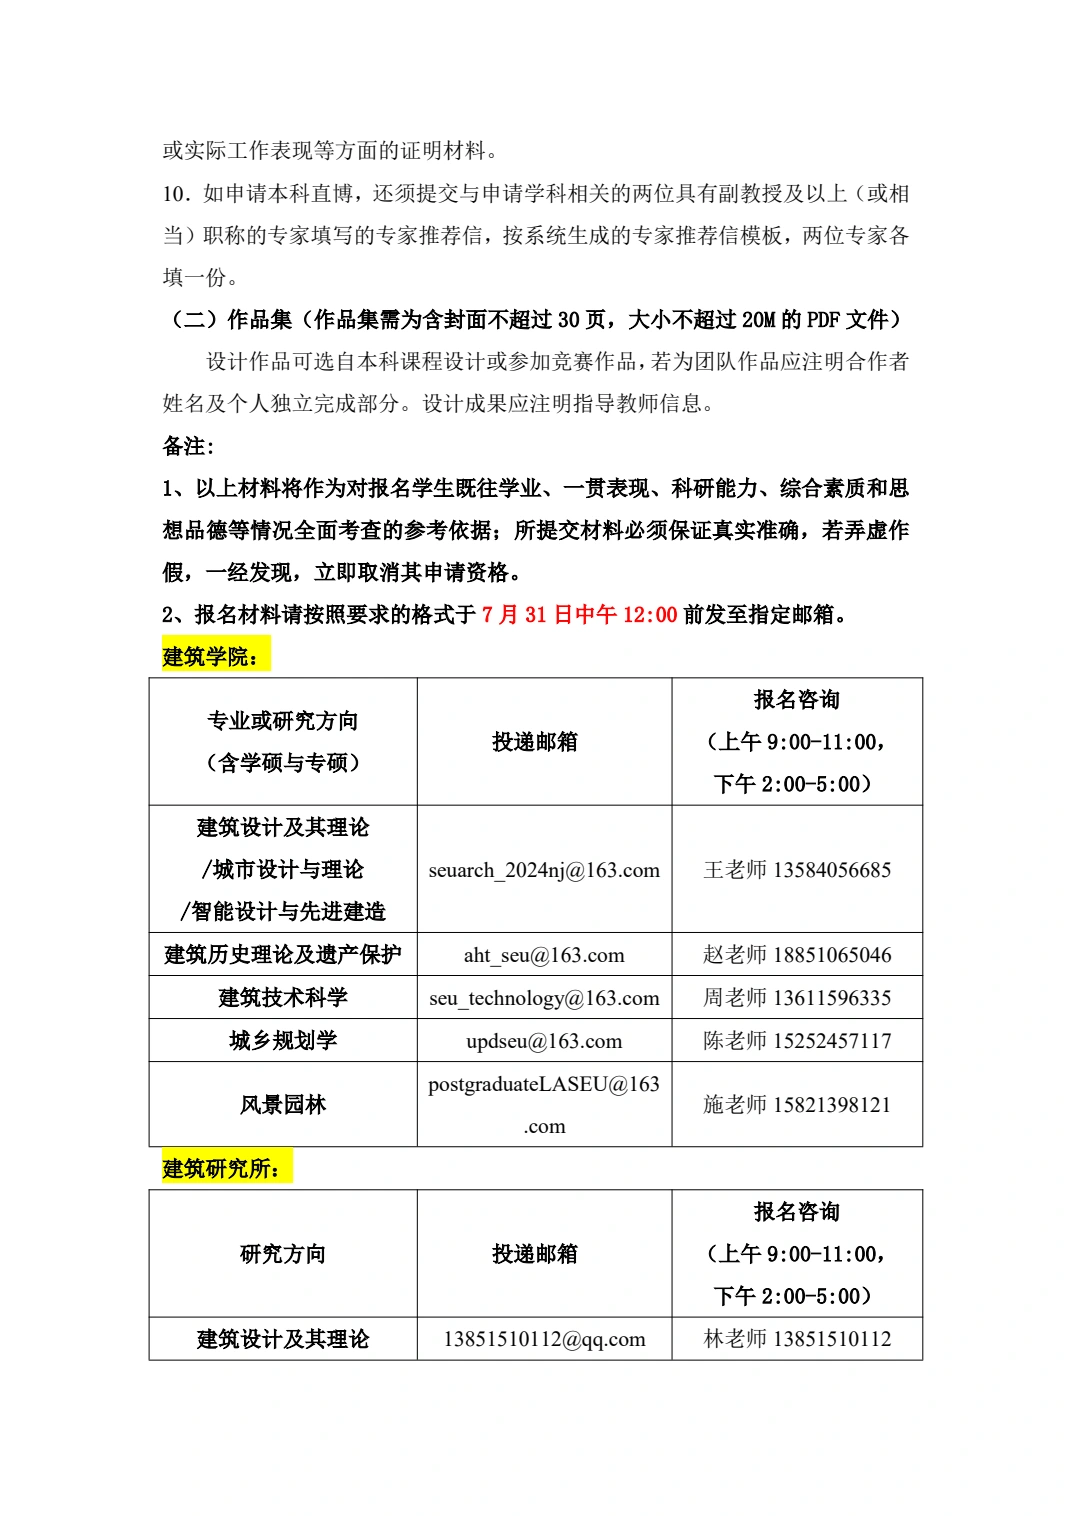 或实际工作表现等方面的证明材料。
10. 如申请本科直博，还须提交与申请学科相关的两位具有副教授及以上（或相
当）职称的专家填写的专家推荐信，按系统生成的专家推荐信模板，两位专家各
填一份。
（二）作品集（作品集需为含封面不超过 30 页，大小不超过 20M 的 PDF 文件）
设计作品可选自本科课程设计或参加竞赛作品，若为团队作品应注明合作者
姓名及个人独立完成部分。设计成果应注明指导教师信息。
备注：
1、以上材料将作为对报名学生既往学业、一贯表现、科研能力、综合素质和思
想品德等情况全面考查的参考依据；所提交材料必须保证真实准确，若弄虚作
假，一经发现，立即取消其申请资格。
2、报名材料请按照要求的格式于 7 月 31 日中午 12:00 前发至指定邮箱。
建筑学院：
专业或研究方向
（含学硕与专硕）
投递邮箱
报名咨询
（上午 9:00-11:00，
下午 2:00-5:00）
建筑设计及其理论
/城市设计与理论
/智能设计与先进建造
seuarch_2024nj@163.com
王老师 13584056685
建筑历史理论及遗产保护
aht_seu@163.com
赵老师 18851065046
建筑技术科学
seu_technology@163.com
周老师 13611596335
城乡规划学
updseu@163.com
陈老师 15252457117
风景园林
postgraduateLASEU@163
.com
施老师 15821398121
建筑研究所：
研究方向
投递邮箱
报名咨询
（上午 9:00-11:00，
下午 2:00-5:00）
建筑设计及其理论
13851510112@qq.com
林老师 13851510112